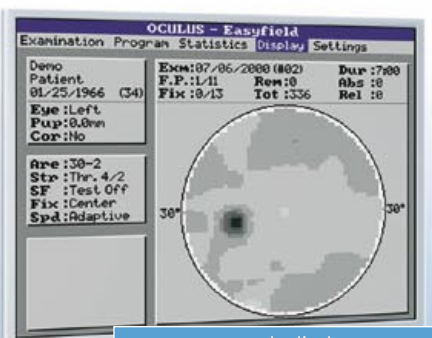 OCULUS - Easyfield
Examination Program Statistics Display Settings
Demo
Patient
01/25/1966 (34)
Eye :Left
Pup:0.0mm
Cor:No
Exm:07/06/2000(#02) Dur :7:00
F.P.:1/11 Rem:0 Abs :0
Fix :0/13 Tot :336 Rel :0
Are :30-2
Str :Thr. 4/2
SF :Test Off
Fix :Center
Spd:Adaptive
30° 30°